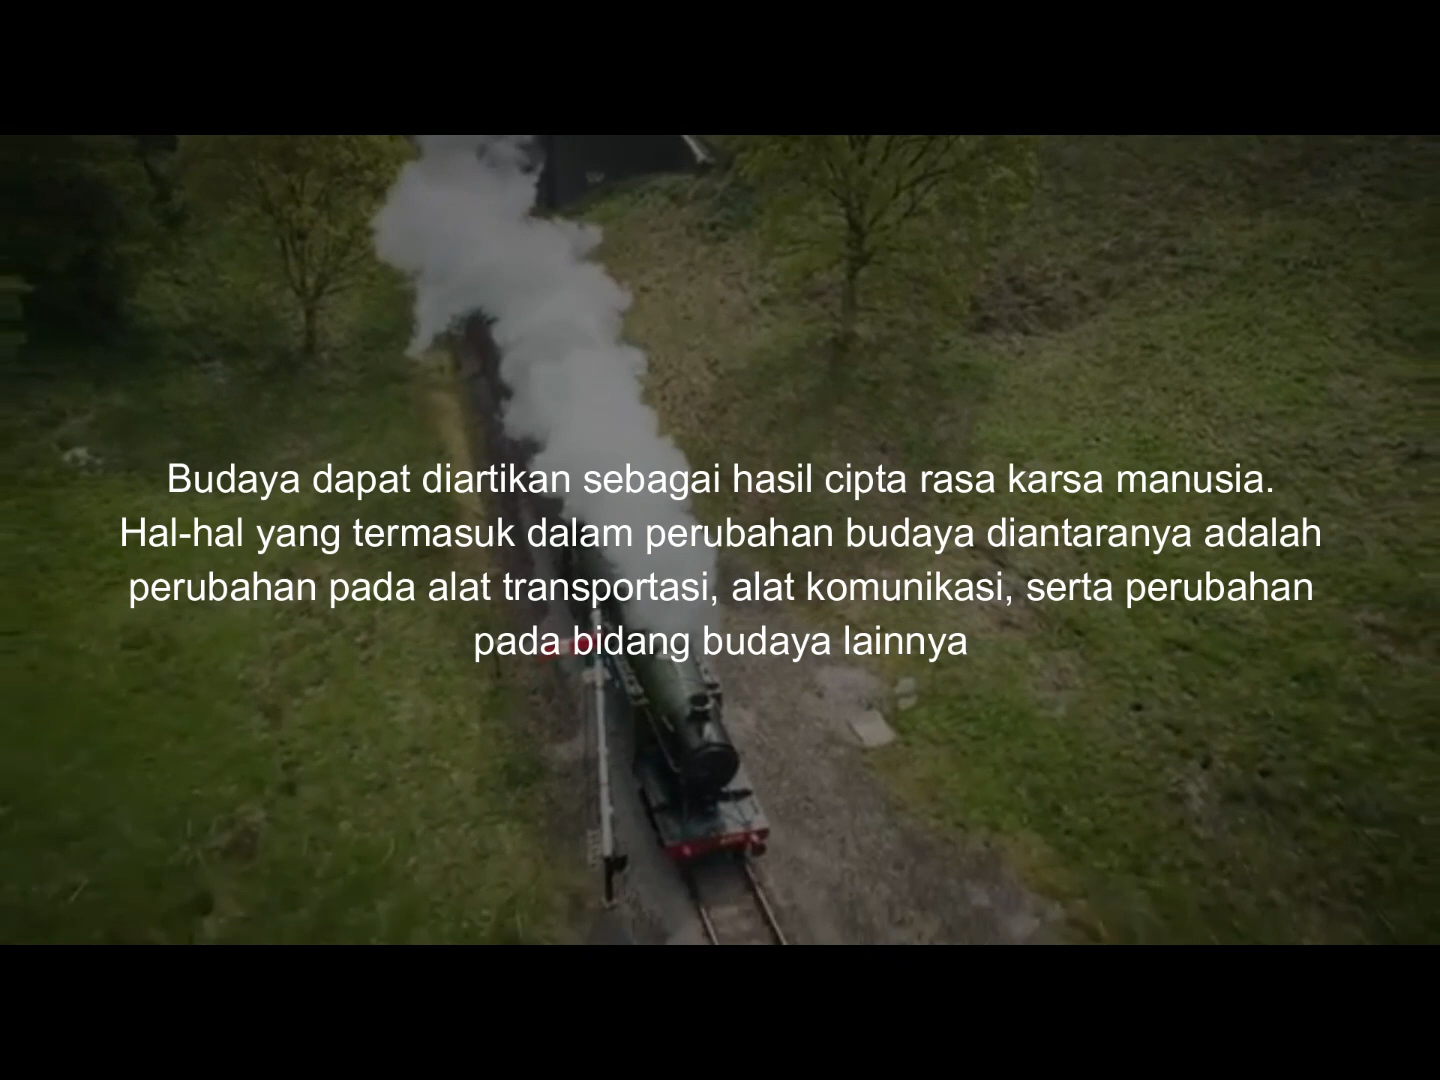 Budaya dapat diartikan sebagai hasil cipta rasa karsa manusia.
Hal-hal yang termasuk dalam perubahan budaya diantaranya adalah
perubahan pada alat transportasi, alat komunikasi, serta perubahan
pada bidang budaya lainnya